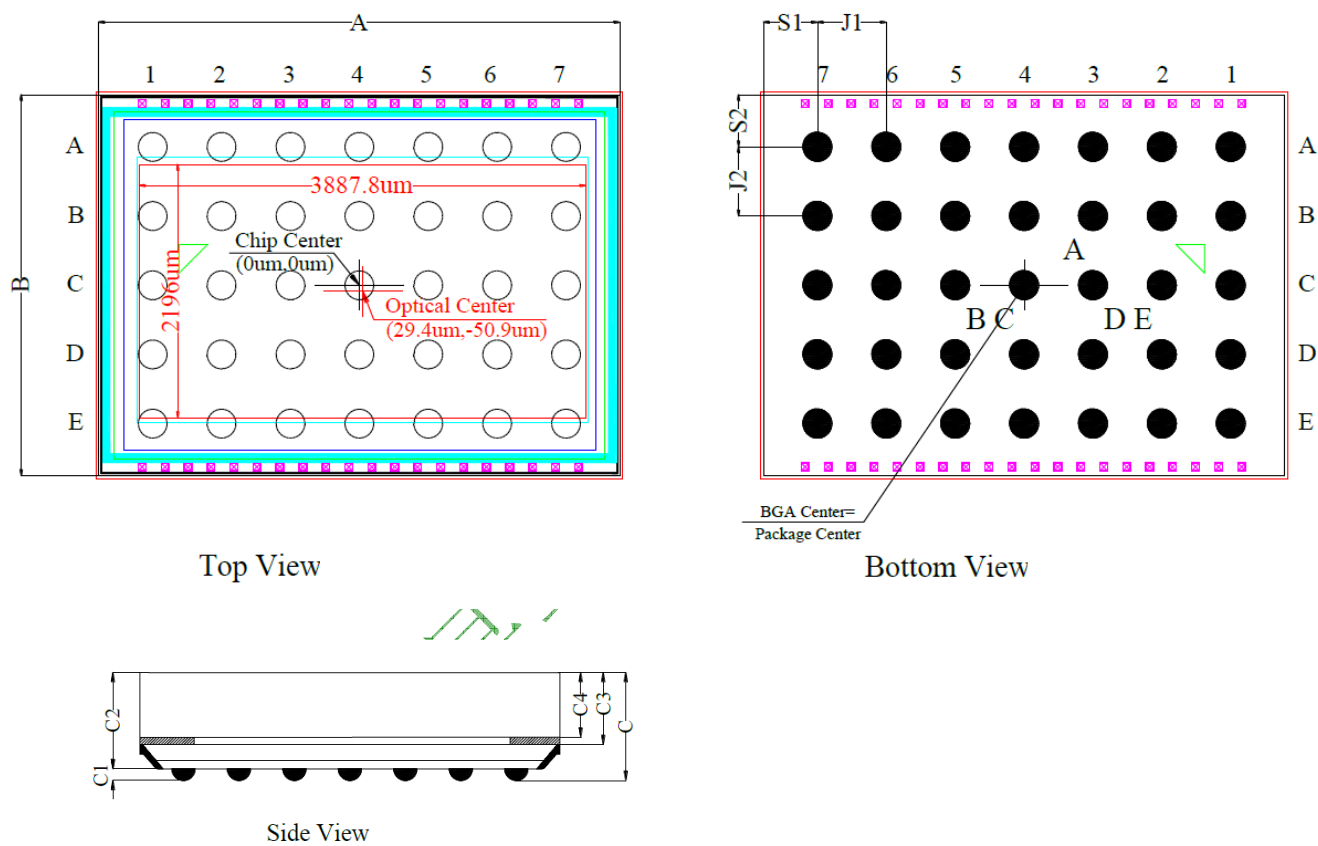 A
S1 J1
1 2 3 4 5 6 7
7 6 5 4 3 2 1
S2
J2
B
A
B
C
D
E
3887.8um
2196um
Chip Center
(0um,0um)
Optical Center
(29.4um,-50.9um)
A
B C D E
A
B
C
D
E
BGA Center=
Package Center
Top View
Bottom View
C2
C1
C4
C3
C
Side View